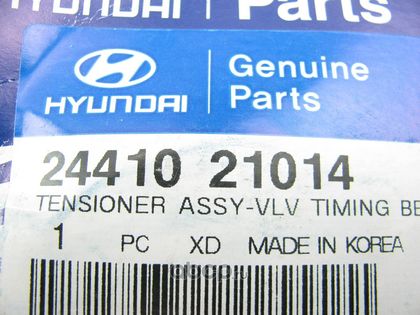 HYUNDAI Parts
HYUNDAI
Genuine
Parts
24410 21014
TENSIONER ASSY-VLV TIMING BE
1 PC XD MADE IN KOREA